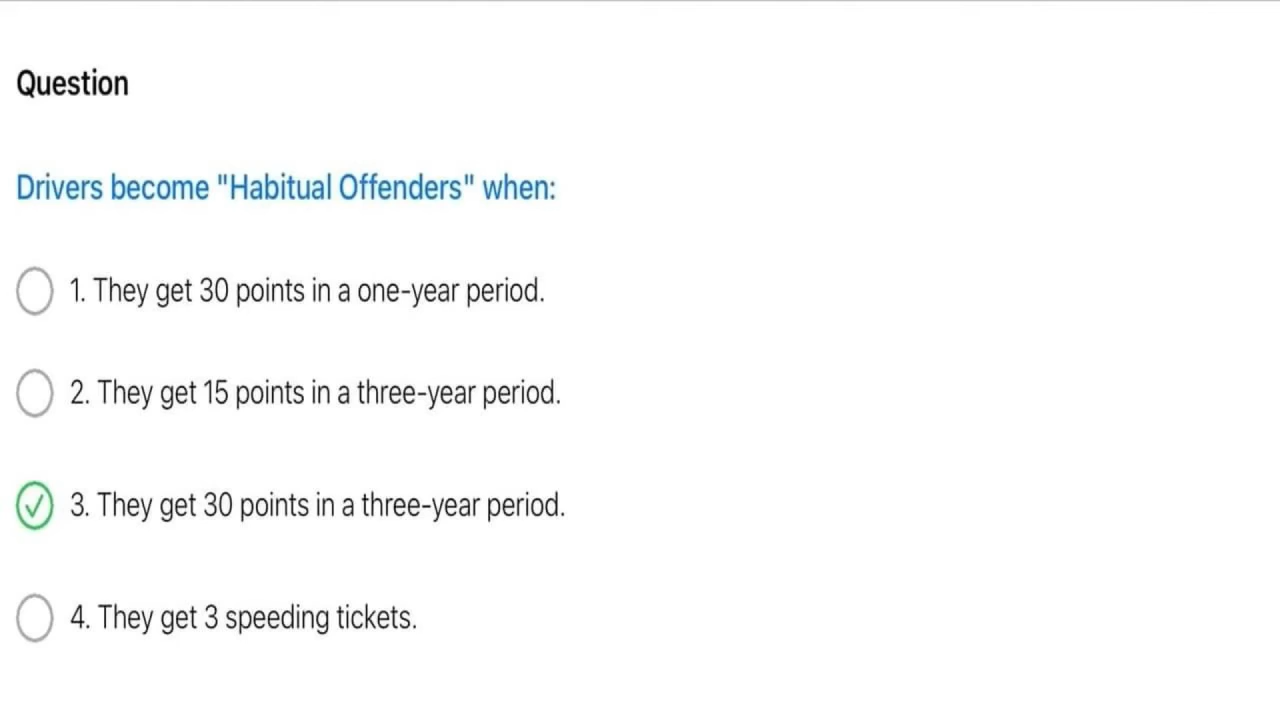 Question
Drivers become "Habitual Offenders" when:
1. They get 30 points in a one-year period.
2. They get 15 points in a three-year period.
3. They get 30 points in a three-year period.
4. They get 3 speeding tickets.